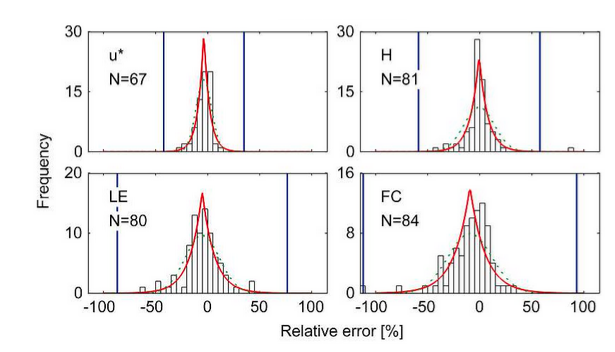 30
15
0
u*
N=67
30
15
0
H
N=81
Frequency
20
10
0
LE
N=80
16
8
0
FC
N=84
-100 -50 0 50 100
-100 -50 0 50 100
Relative error [%]